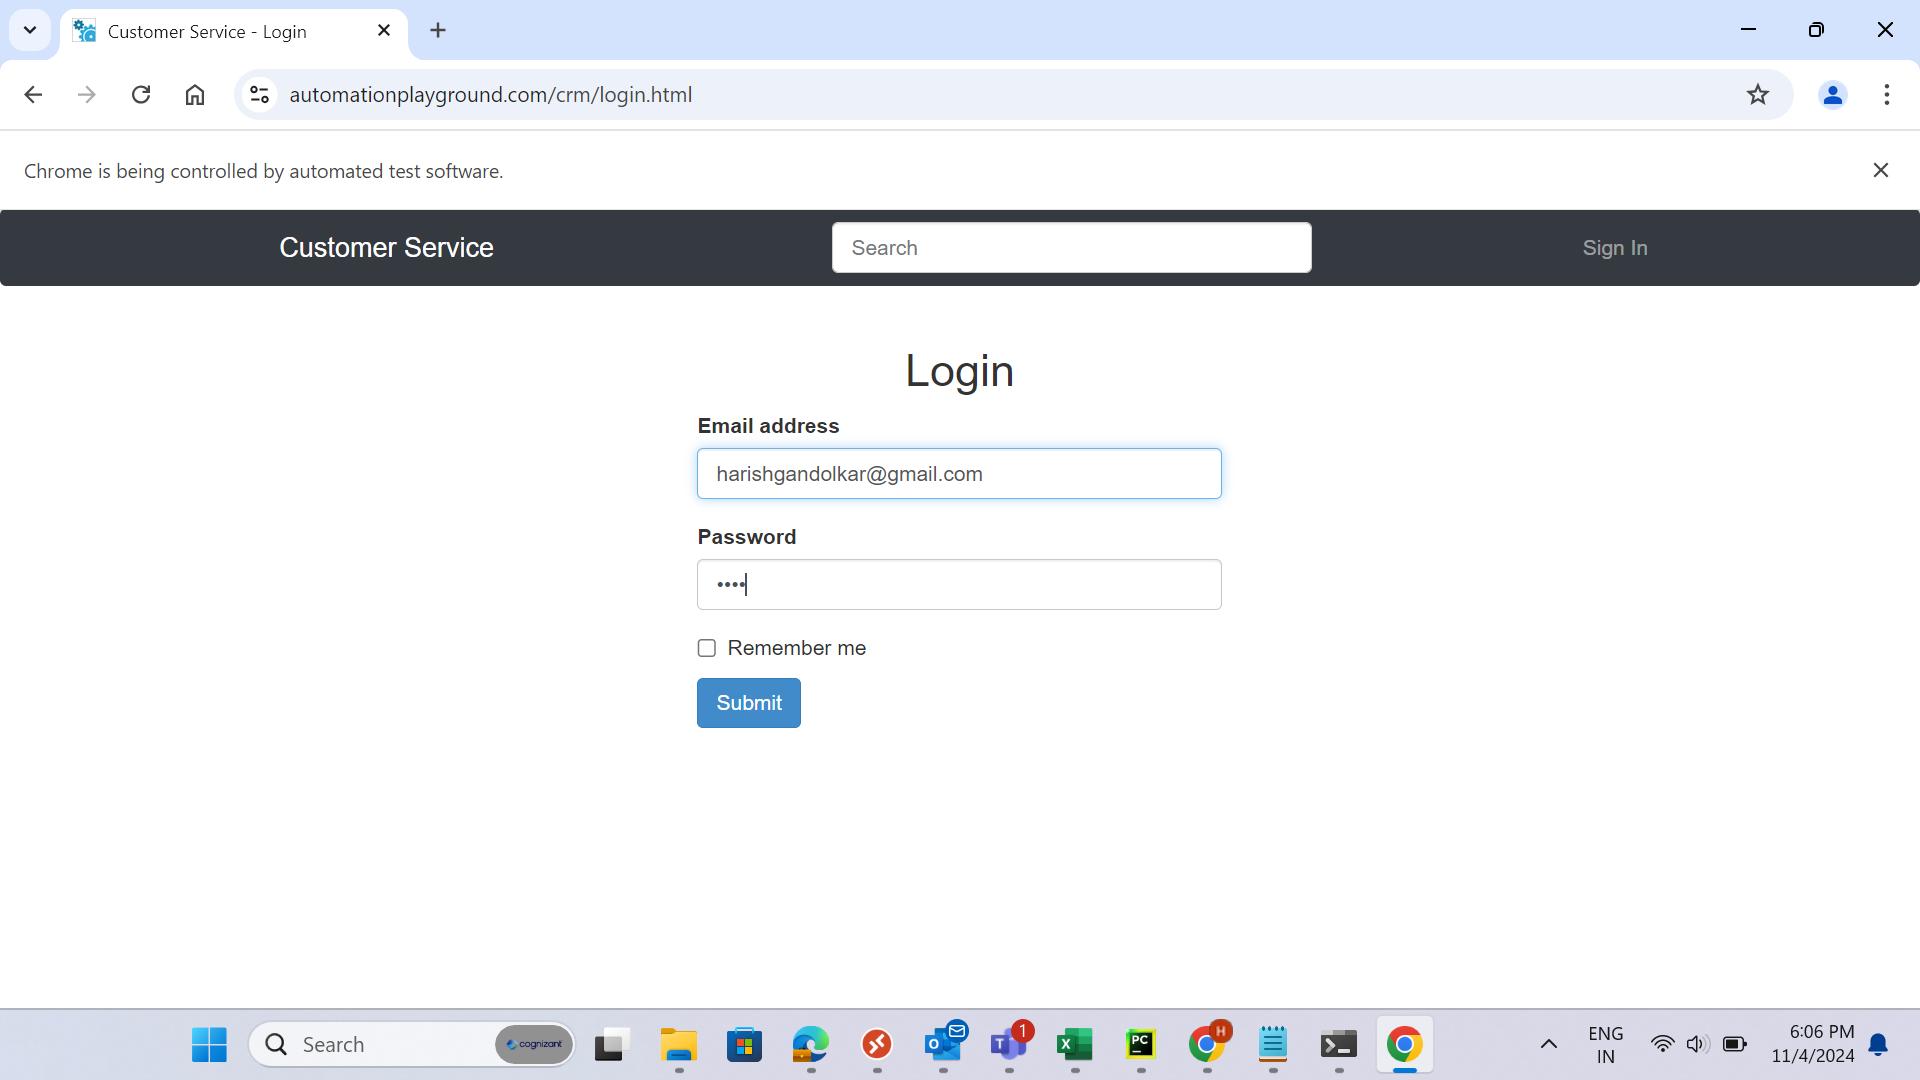 Customer Service - Login
automationplayground.com/crm/login.html
Chrome is being controlled by automated test software.
Customer Service
Search
Sign In
Login
Email address
harishgandolkar@gmail.com
Password
••••
Remember me
Submit
Search
cognizant
1
H
PC
ENG
IN
6:06 PM
11/4/2024